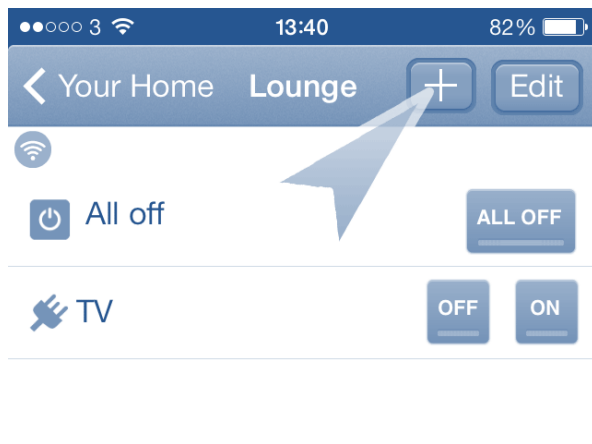 3 13:40 82%
Your Home Lounge + Edit
All off ALL OFF
TV OFF ON